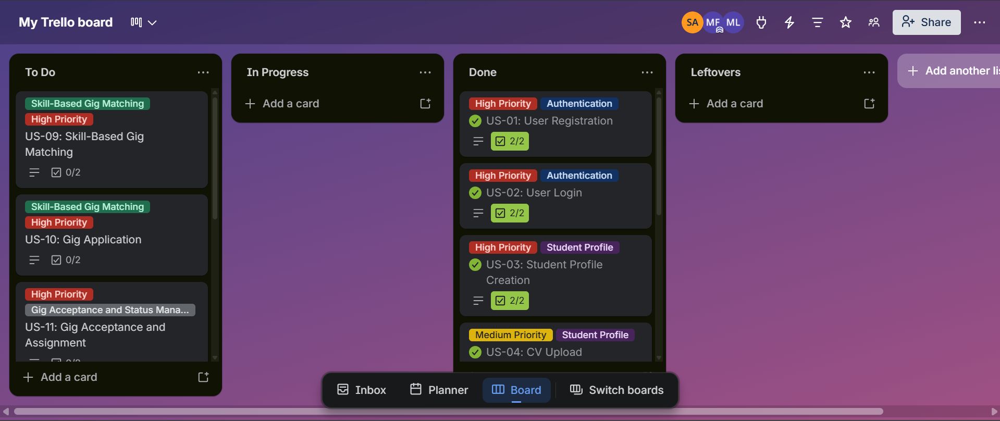 My Trello board
SA MF ML
Share
To Do
Skill-Based Gig Matching
High Priority
US-09: Skill-Based Gig
Matching
0/2
Skill-Based Gig Matching
High Priority
US-10: Gig Application
0/2
High Priority
Gig Acceptance and Status Mana...
US-11: Gig Acceptance and
Assignment
Add a card
In Progress
Add a card
Done
High Priority Authentication
US-01: User Registration
2/2
High Priority Authentication
US-02: User Login
2/2
High Priority Student Profile
US-03: Student Profile
Creation
2/2
Medium Priority Student Profile
US-04: CV Upload
Leftovers
Add a card
Add another
Inbox Planner Board Switch boards